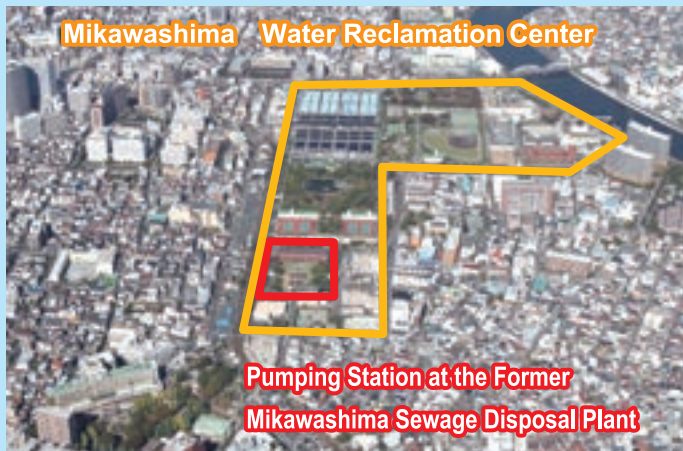 Mikawashima Water Reclamation Center
Pumping Station at the Former
Mikawashima Sewage Disposal Plant